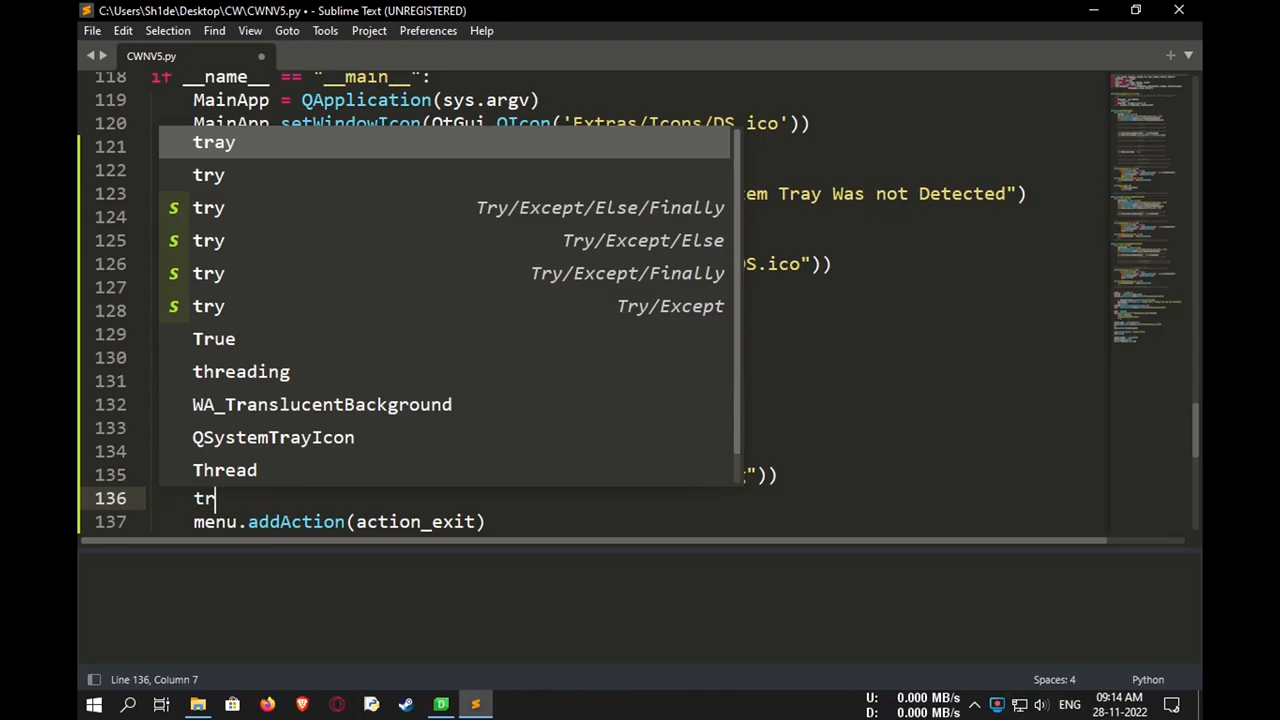 C:\Users\Sh1de\Desktop\CW\CWNV5.py • - Sublime Text (UNREGISTERED)
File Edit Selection Find View Goto Tools Project Preferences Help
CWNV5.py
118 if __name__ == "__main__":
119 MainApp = QApplication(sys.argv)
120 MainApp.setWindowIcon(QtGui.QIcon('Extras/Icons/DS.ico'))
121
tray
122
try
123 em Tray Was not Detected")
try Try/Except/Else/Finally
124
125
try Try/Except/Else
126 DS.ico"))
try Try/Except/Finally
127
128
try Try/Except
129
True
130
threading
131
132
WA_TranslucentBackground
133
QSystemTrayIcon
134
135 "))
Thread
136 tr
137 menu.addAction(action_exit)
Line 136, Column 7 Spaces: 4 Python
U: 0.000 MB/s
D: 0.000 MB/s
ENG
09:14 AM
28-11-2022